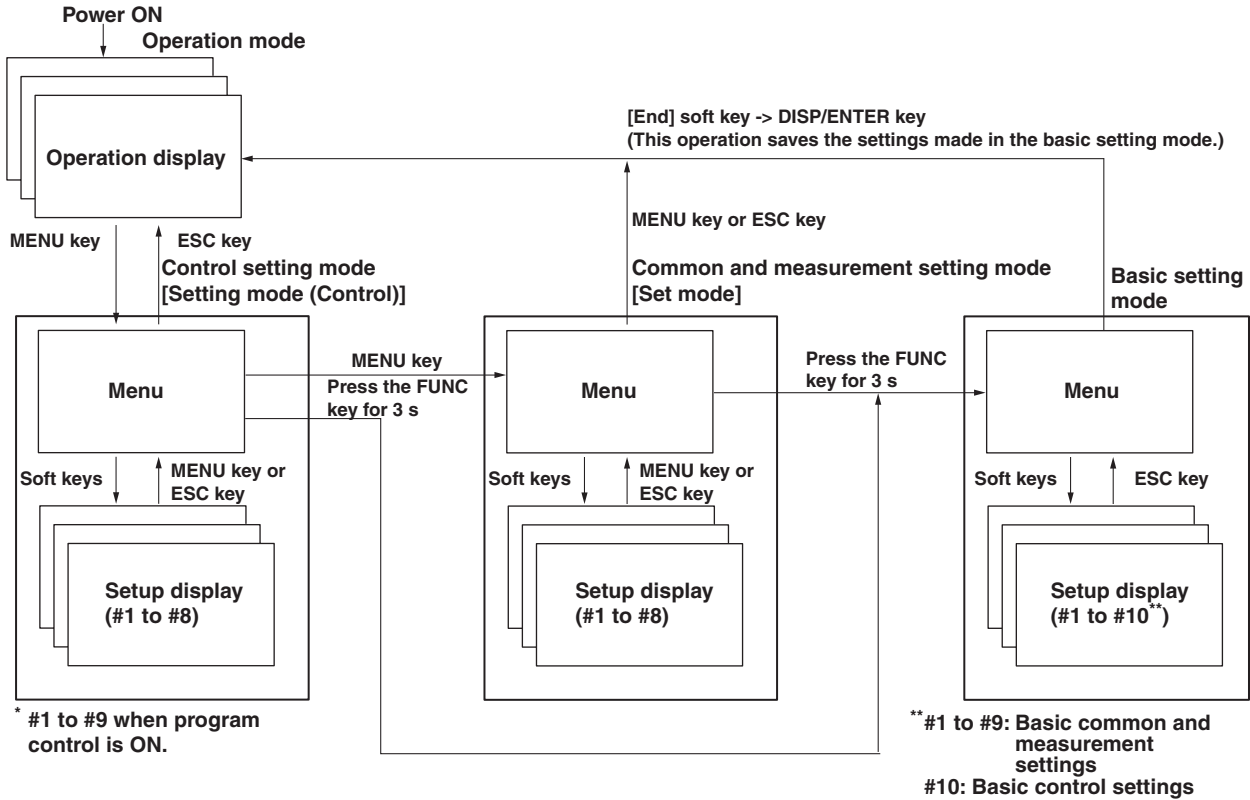 Power ON
Operation mode
Operation display
[End] soft key -> DISP/ENTER key
(This operation saves the settings made in the basic setting mode.)
MENU key
ESC key
Control setting mode
[Setting mode (Control)]
MENU key or ESC key
Common and measurement setting mode
[Set mode]
Basic setting
mode
Menu
MENU key
Press the FUNC
key for 3 s
Menu
Press the FUNC
key for 3 s
Menu
Soft keys
MENU key or
ESC key
Soft keys
MENU key or
ESC key
Soft keys
ESC key
Setup display
(#1 to #8)
Setup display
(#1 to #8)
Setup display
(#1 to #10**)
* #1 to #9 when program
control is ON.
**#1 to #9: Basic common and
measurement
settings
#10: Basic control settings